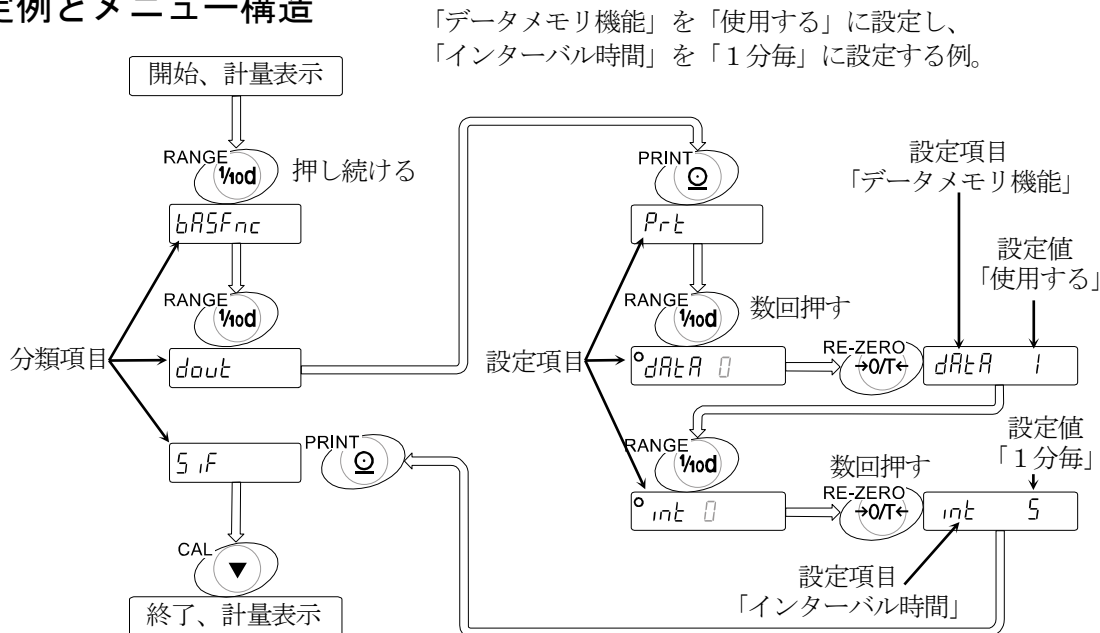 定例とメニュー構造
「データメモリ機能」を「使用する」に設定し、
「インターバル時間」を「１分毎」に設定する例。
開始、計量表示
RANGE
1/10d
押し続ける
bASFnc
RANGE
1/10d
分類項目
dout
PRINT
Prt
RANGE
1/10d
数回押す
設定項目
dAtA 0
RE-ZERO
→0/T←
設定項目
「データメモリ機能」
設定値
「使用する」
dAtA 1
RANGE
1/10d
int 0
数回押す
RE-ZERO
→0/T←
設定値
「１分毎」
int 5
設定項目
「インターバル時間」
PRINT
S iF
CAL
▼
終了、計量表示